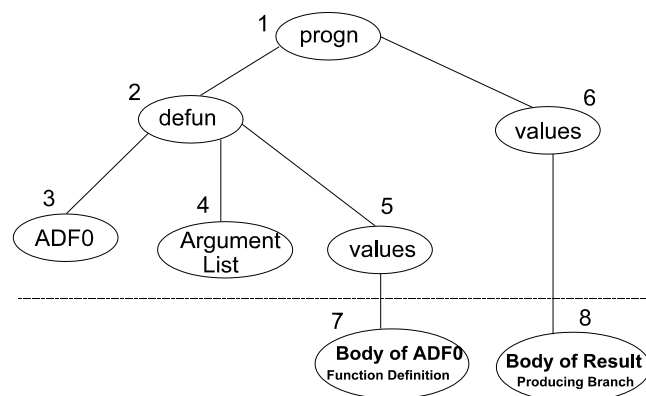 1
progn
2
defun
6
values
3
ADF0
4
Argument
List
5
values
7
Body of ADF0
Function Definition
8
Body of Result
Producing Branch